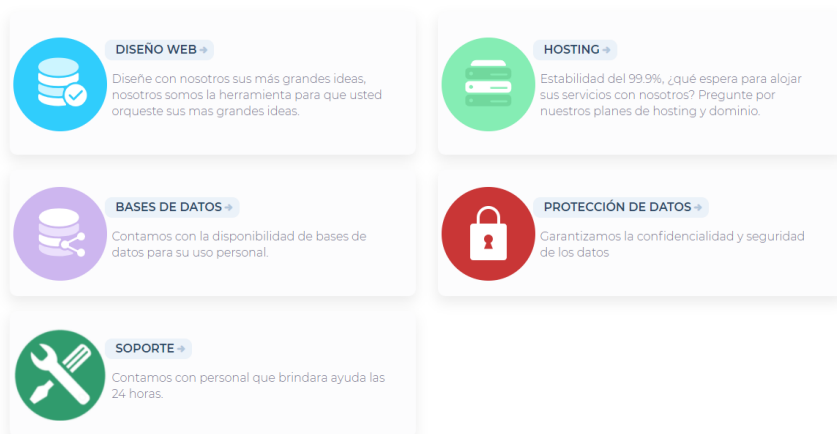 DISEÑO WEB
Diseñe con nosotros sus más grandes ideas,
nosotros somos la herramienta para que usted
orqueste sus mas grandes ideas.
HOSTING
Estabilidad del 99.9%, ¿qué espera para alojar
sus servicios con nosotros? Pregunte por
nuestros planes de hosting y dominio.
BASES DE DATOS
Contamos con la disponibilidad de bases de
datos para su uso personal.
PROTECCIÓN DE DATOS
Garantizamos la confidencialidad y seguridad
de los datos
SOPORTE
Contamos con personal que brindara ayuda las
24 horas.